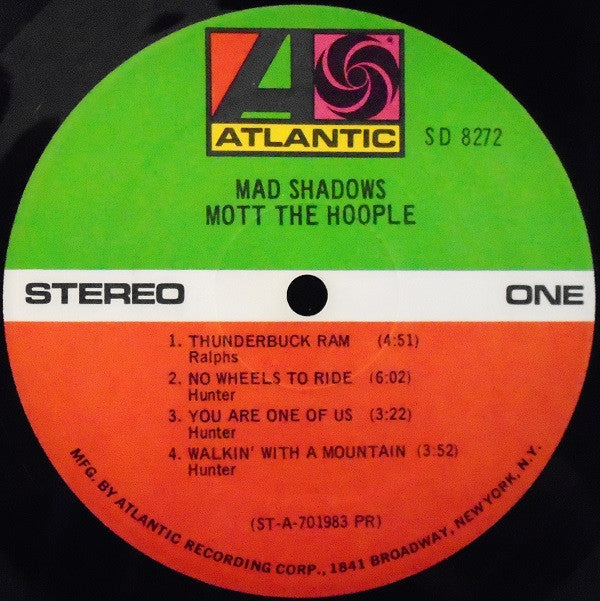 ATLANTIC
SD 8272
MAD SHADOWS
MOTT THE HOOPLE
STEREO
ONE
1. THUNDERBUCK RAM (4:51)
Ralphs
2. NO WHEELS TO RIDE (6:02)
Hunter
3. YOU ARE ONE OF US (3:22)
Hunter
4. WALKIN' WITH A MOUNTAIN (3:52)
Hunter
(ST-A-701983 PR)
MFG. BY ATLANTIC RECORDING CORP., 1841 BROADWAY, NEW YORK, N.Y.